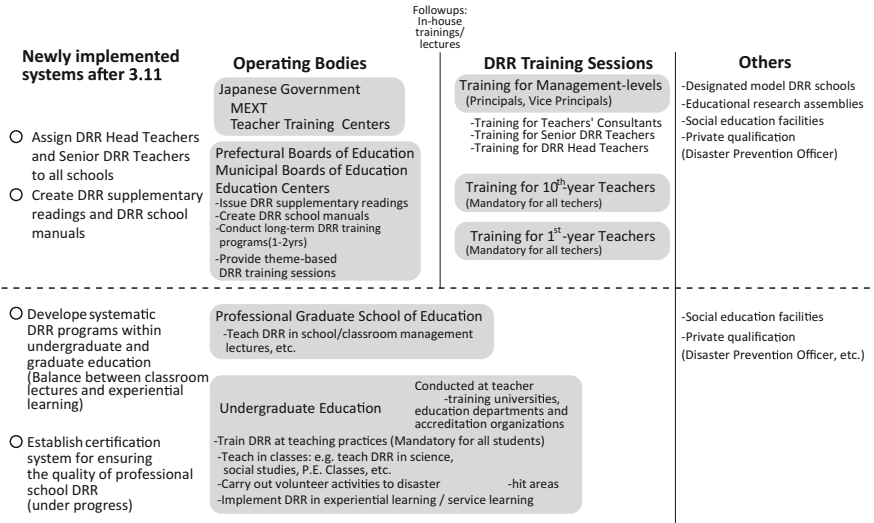 Followups:
In-house
trainings/
lectures
Newly implemented
systems after 3.11
Operating Bodies
DRR Training Sessions
Others
○ Assign DRR Head Teachers
and Senior DRR Teachers
to all schools
○ Create DRR supplementary
readings and DRR school
manuals
Japanese Government
MEXT
Teacher Training Centers
Prefectural Boards of Education
Municipal Boards of Education
Education Centers
-Issue DRR supplementary readings
-Create DRR school manuals
-Conduct long-term DRR training
programs(1-2yrs)
-Provide theme-based
DRR training sessions
Training for Management-levels
(Principals, Vice Principals)
-Training for Teachers' Consultants
-Training for Senior DRR Teachers
-Training for DRR Head Teachers
Training for 10th-year Teachers
(Mandatory for all techers)
Training for 1st-year Teachers
(Mandatory for all techers)
-Designated model DRR schools
-Educational research assemblies
-Social education facilities
-Private qualification
(Disaster Prevention Officer)
○ Develope systematic
DRR programs within
undergraduate and
graduate education
(Balance between classroom
lectures and experiential
learning)
○ Establish certification
system for ensuring
the quality of professional
school DRR
(under progress)
Professional Graduate School of Education
-Teach DRR in school/classroom management
lectures, etc.
Undergraduate Education
Conducted at teacher
-training universities,
education departments and
accreditation organizations
-Train DRR at teaching practices (Mandatory for all students)
-Teach in classes: e.g. teach DRR in science,
social studies, P.E. Classes, etc.
-Carry out volunteer activities to disaster -hit areas
-Implement DRR in experiential learning / service learning
-Social education facilities
-Private qualification
(Disaster Prevention Officer, etc.)